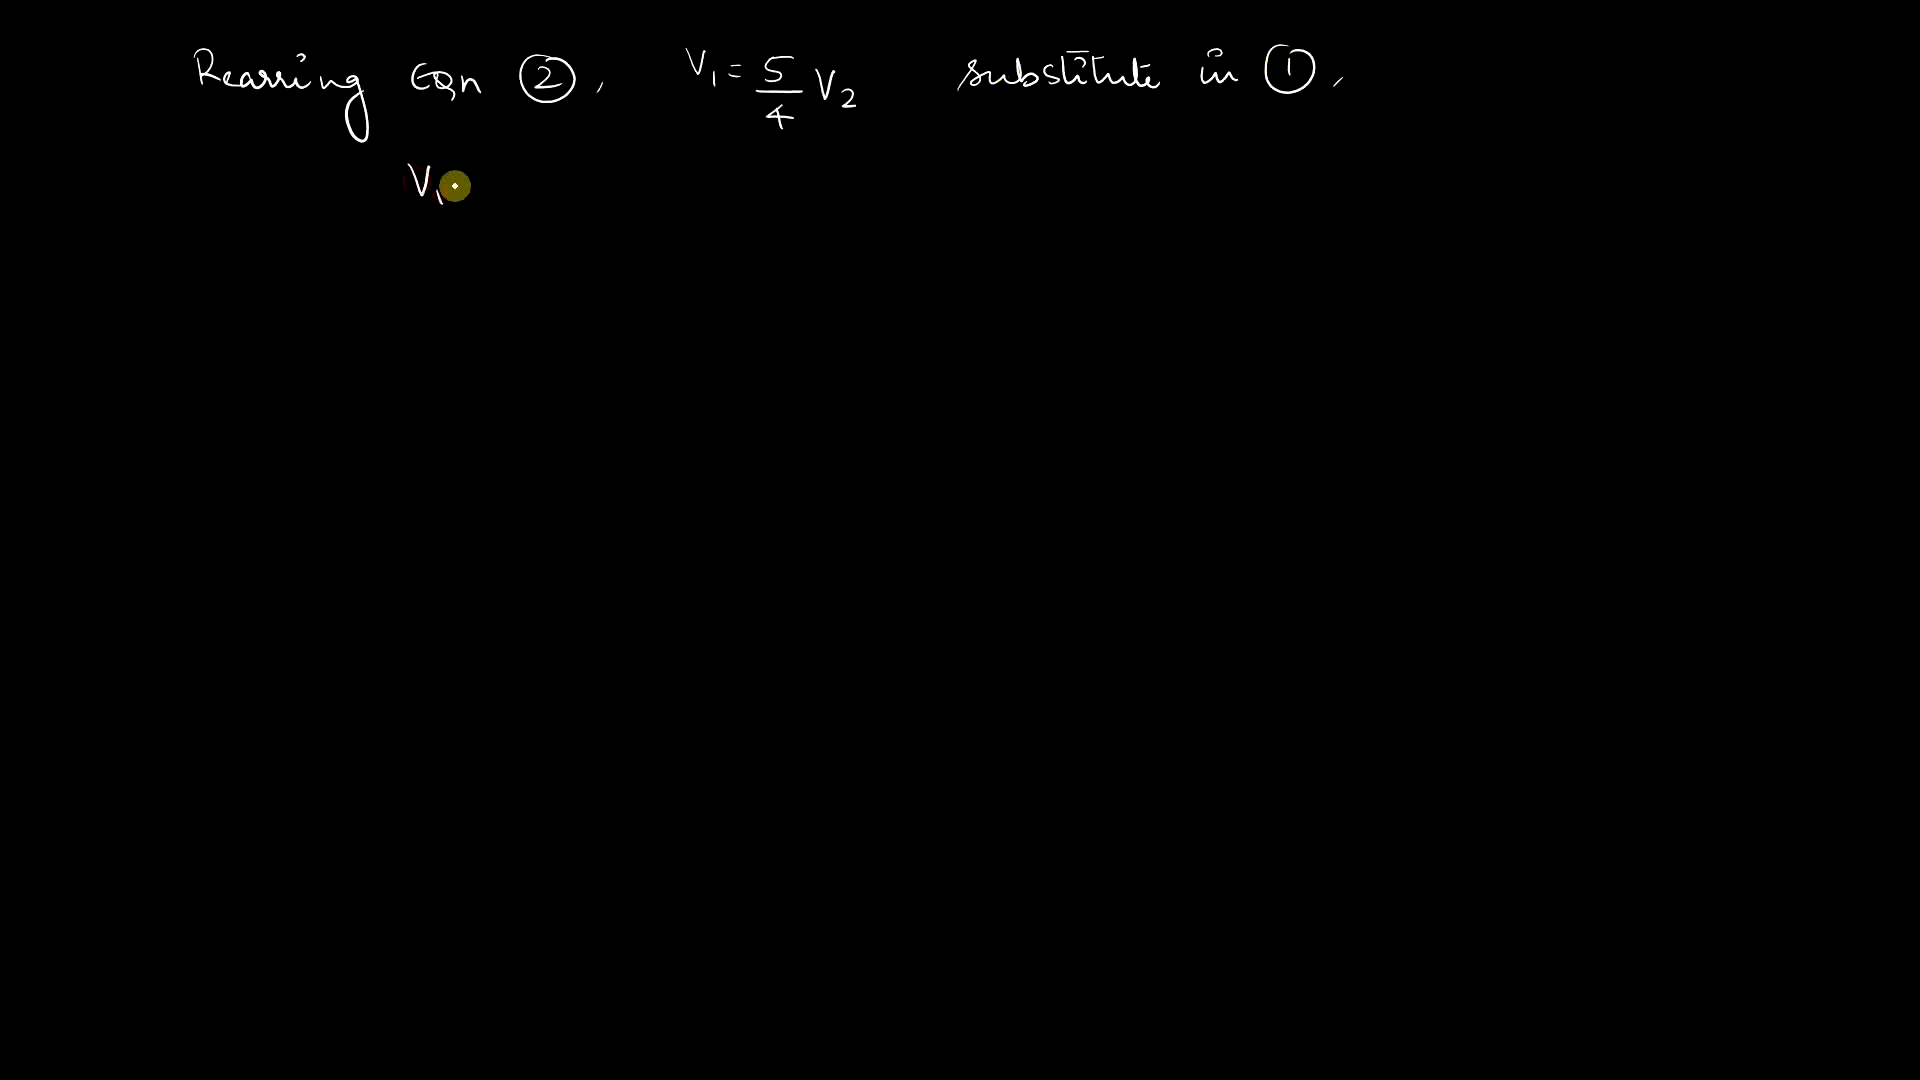 Rearring Eqn ②, V₁ = 5/4 V₂ substitute in ①,
V₁